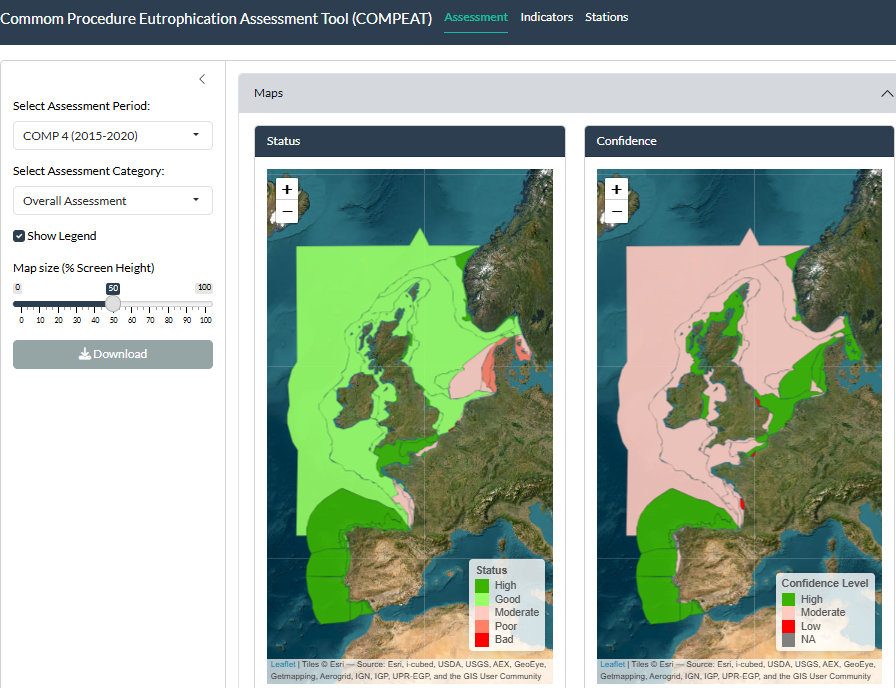 Commom Procedure Eutrophication Assessment Tool (COMPEAT) Assessment Indicators Stations
Select Assessment Period:
COMP 4 (2015-2020)
Select Assessment Category:
Overall Assessment
Show Legend
Map size (% Screen Height)
0 50 100
0 10 20 30 40 50 60 70 80 90 100
Download
Maps
Status
+
−
Status
High
Good
Moderate
Poor
Bad
Leaflet | Tiles © Esri — Source: Esri, i-cubed, USDA, USGS, AEX, GeoEye,
Getmapping, Aerogrid, IGN, IGP, UPR-EGP, and the GIS User Community
Confidence
+
−
Confidence Level
High
Moderate
Low
NA
Leaflet | Tiles © Esri — Source: Esri, i-cubed, USDA, USGS, AEX, GeoEye,
Getmapping, Aerogrid, IGN, IGP, UPR-EGP, and the GIS User Community